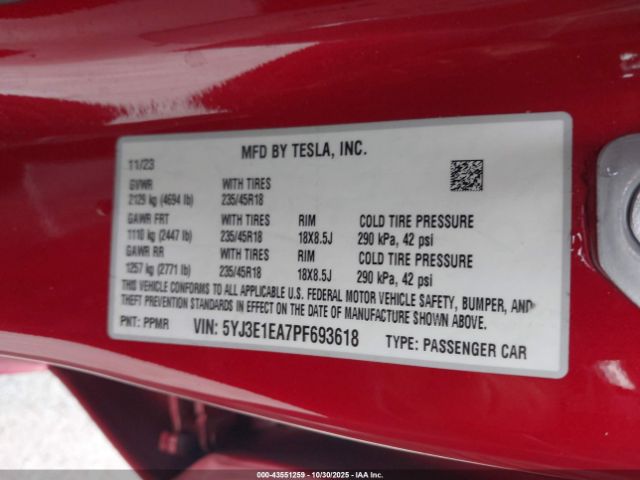 MFD BY TESLA, INC.
11/23
GVWR WITH TIRES
2129 kg (4694 lb) 235/45R18
GAWR FRT WITH TIRES RIM COLD TIRE PRESSURE
1110 kg (2447 lb) 235/45R18 18X8.5J 290 kPa, 42 psi
GAWR RR WITH TIRES RIM COLD TIRE PRESSURE
1257 kg (2771 lb) 235/45R18 18X8.5J 290 kPa, 42 psi
THIS VEHICLE CONFORMS TO ALL APPLICABLE U.S. FEDERAL MOTOR VEHICLE SAFETY, BUMPER, AND
THEFT PREVENTION STANDARDS IN EFFECT ON THE DATE OF MANUFACTURE SHOWN ABOVE.
PNT: PPMR VIN: 5YJ3E1EA7PF693618 TYPE: PASSENGER CAR
00-43551259 | 10/30/2025 | IAA Inc.